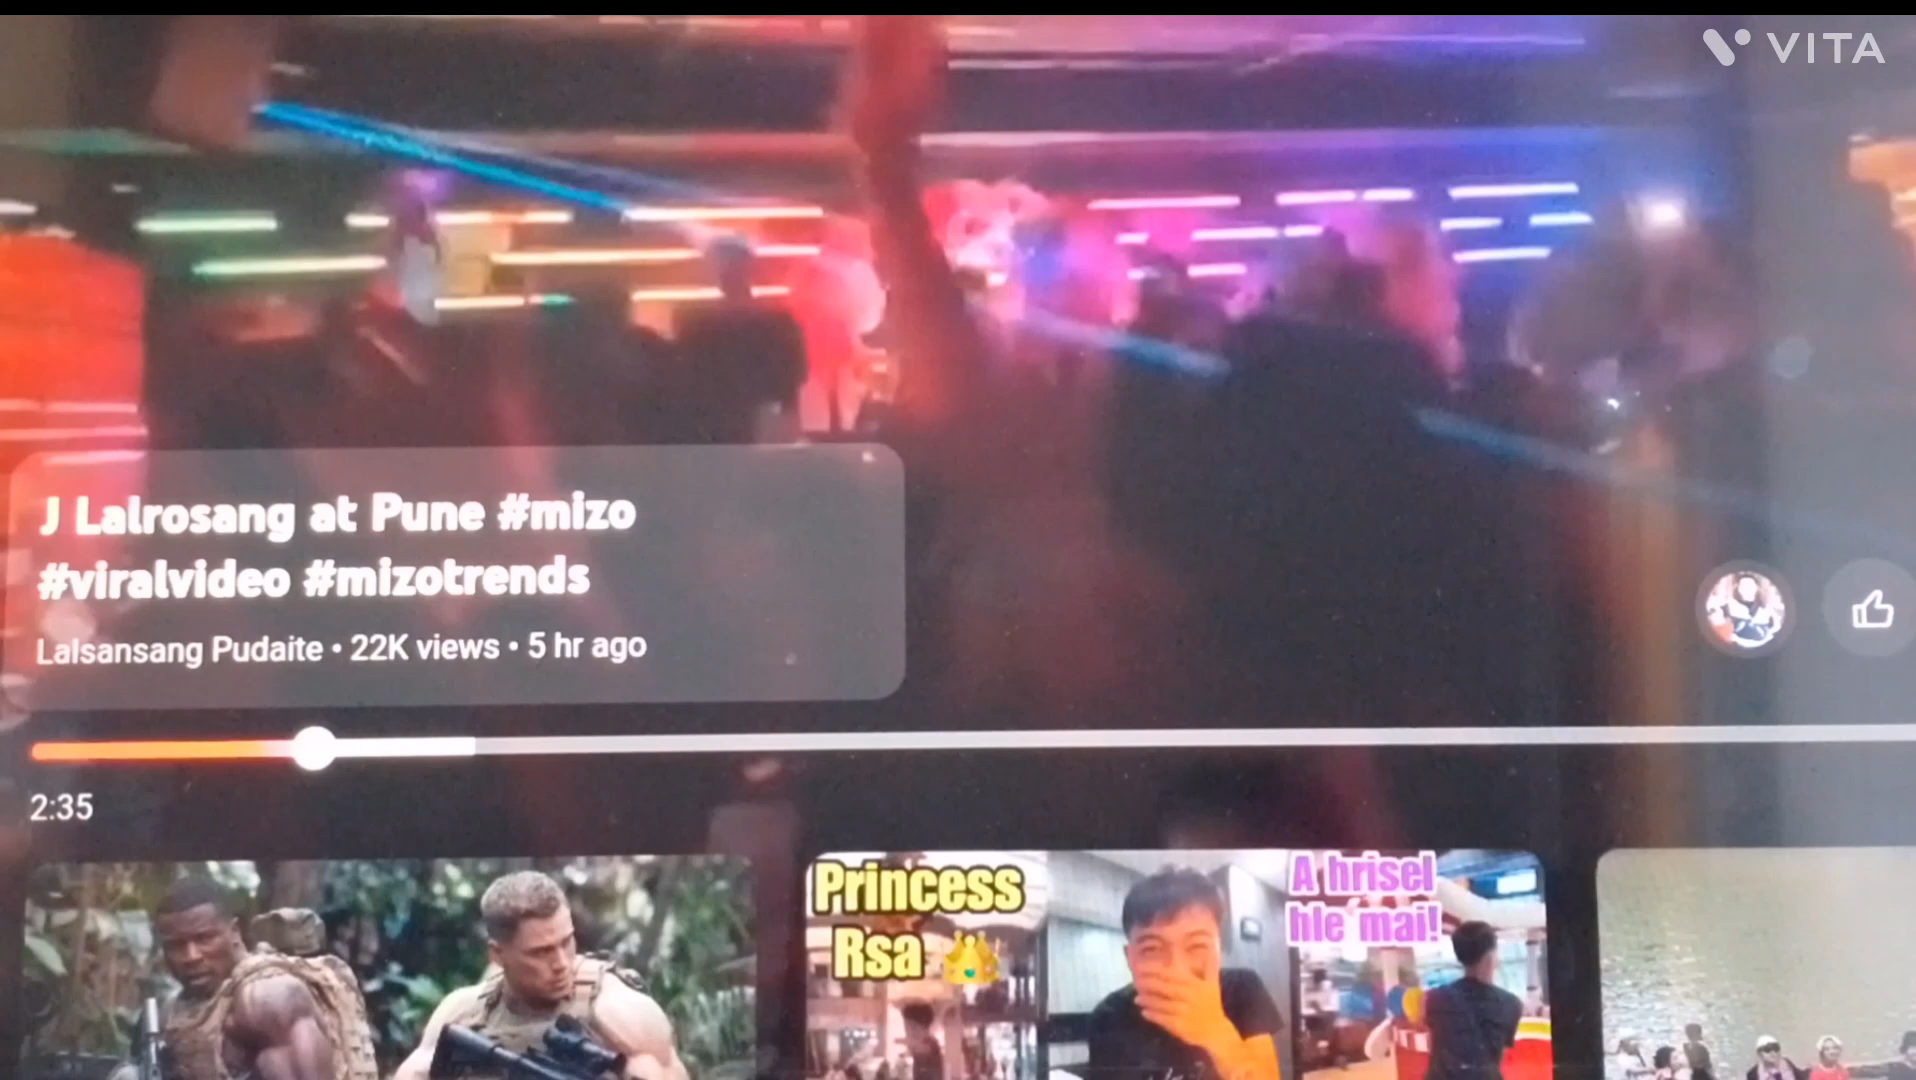 VITA
J Lalrosang at Pune #mizo
#viralvideo #mizotrends
Lalsansang Pudaite • 22K views • 5 hr ago
2:35
Princess
Rsa
A hrisel
hle mai!